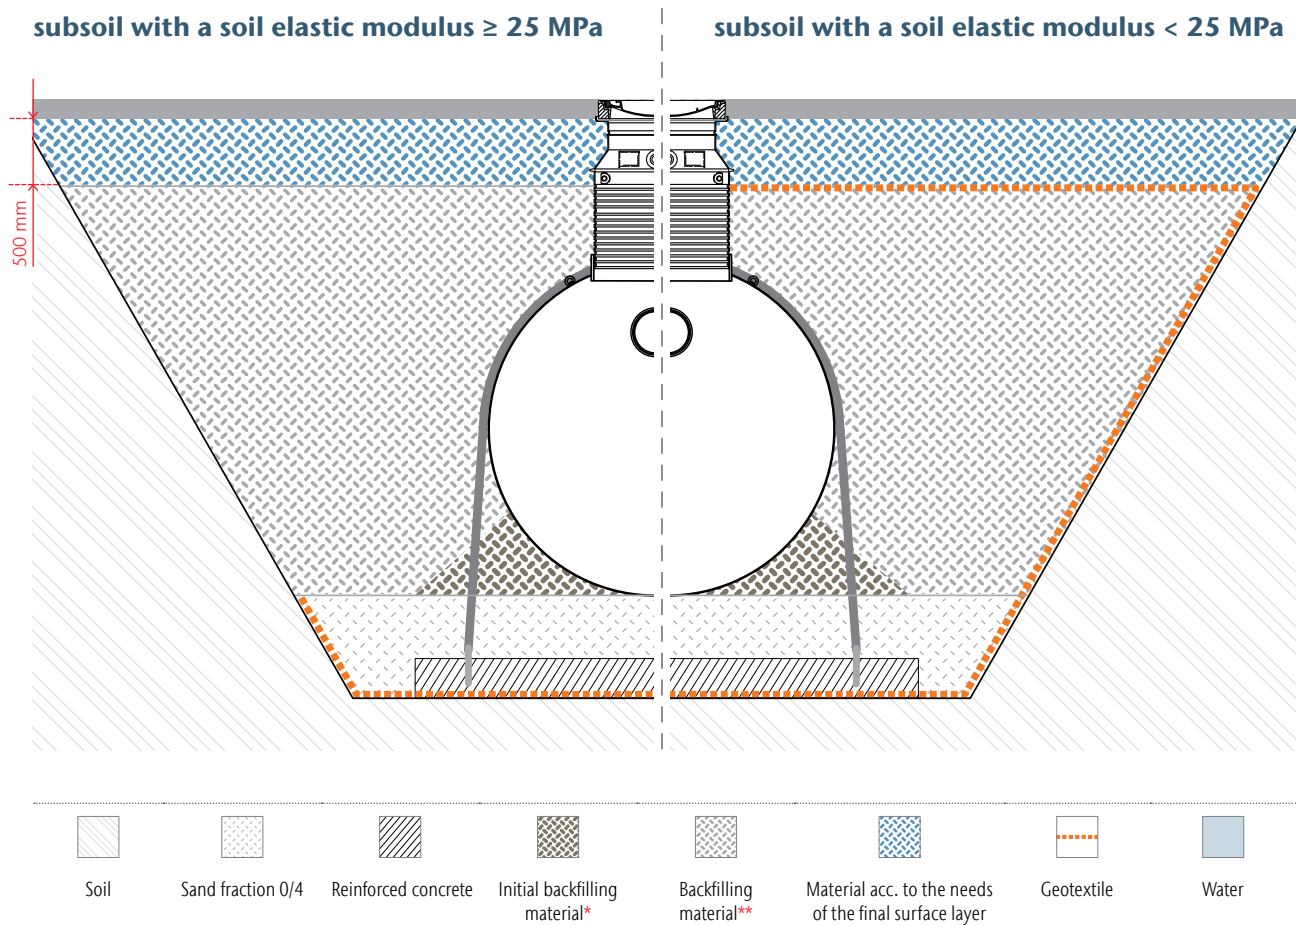 subsoil with a soil elastic modulus ≥ 25 MPa
subsoil with a soil elastic modulus < 25 MPa
500 mm
Soil
Sand fraction 0/4
Reinforced concrete
Initial backfilling
material*
Backfilling
material**
Material acc. to the needs
of the final surface layer
Geotextile
Water